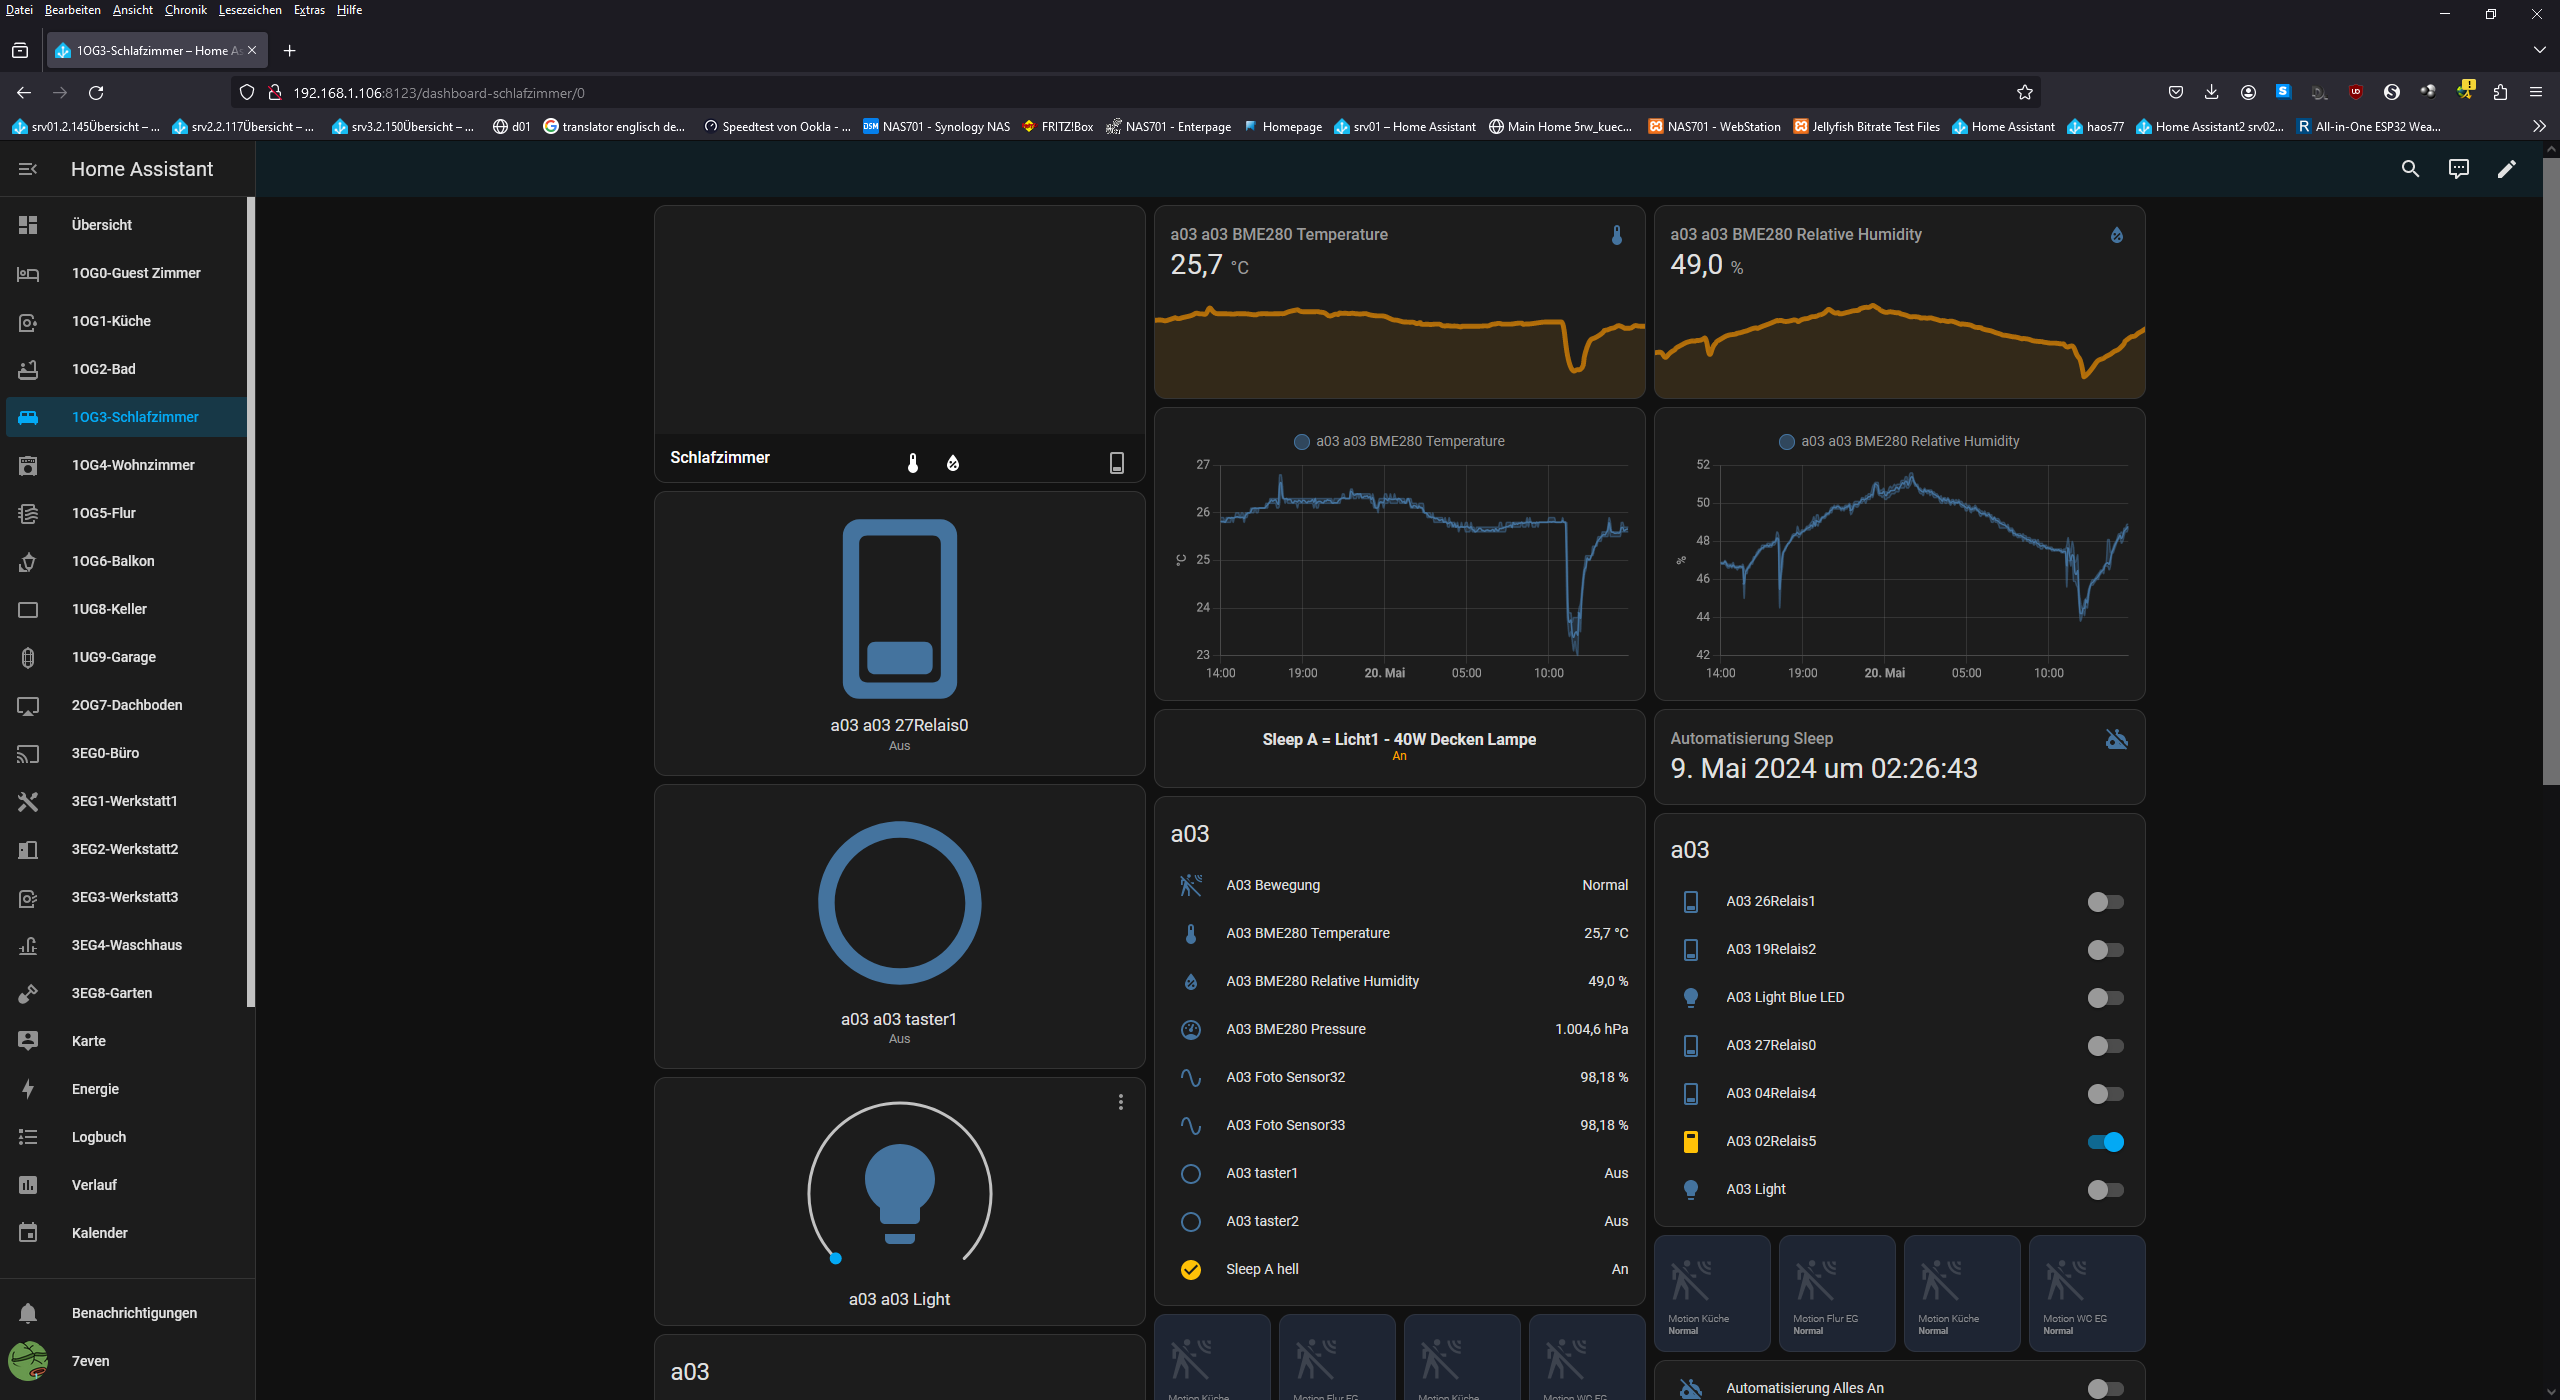 Datei Bearbeiten Ansicht Chronik Lesezeichen Extras Hilfe
1OG3-Schlafzimmer – Home As
192.168.1.106:8123/dashboard-schlafzimmer/0
srv01.2.145Übersicht – ... srv2.2.117Übersicht – ... srv3.2.150Übersicht – ... d01 translator englisch de... Speedtest von Ookla - ... NAS701 - Synology NAS FRITZ!Box NAS701 - Enterpage Homepage srv01 – Home Assistant Main Home 5rw_kuec... NAS701 - WebStation Jellyfish Bitrate Test Files Home Assistant haos77 Home Assistant2 srv02... All-in-One ESP32 Wea...
Home Assistant
Übersicht
1OG0-Guest Zimmer
1OG1-Küche
1OG2-Bad
1OG3-Schlafzimmer
1OG4-Wohnzimmer
1OG5-Flur
1OG6-Balkon
1UG8-Keller
1UG9-Garage
2OG7-Dachboden
3EG0-Büro
3EG1-Werkstatt1
3EG2-Werkstatt2
3EG3-Werkstatt3
3EG4-Waschhaus
3EG8-Garten
Karte
Energie
Logbuch
Verlauf
Kalender
Benachrichtigungen
7even
Schlafzimmer
a03 a03 27Relais0
Aus
a03 a03 taster1
Aus
a03 a03 Light
a03
a03 a03 BME280 Temperature
25,7 °C
a03 a03 BME280 Temperature
27
26
25
24
23
°C
14:00 19:00 20. Mai 05:00 10:00
Sleep A = Licht1 - 40W Decken Lampe
An
a03
A03 Bewegung Normal
A03 BME280 Temperature 25,7 °C
A03 BME280 Relative Humidity 49,0 %
A03 BME280 Pressure 1.004,6 hPa
A03 Foto Sensor32 98,18 %
A03 Foto Sensor33 98,18 %
A03 taster1 Aus
A03 taster2 Aus
Sleep A hell An
Motion Küche Motion Flur EG Motion Küche Motion WC EG
a03 a03 BME280 Relative Humidity
49,0 %
a03 a03 BME280 Relative Humidity
52
50
48
46
44
42
%
14:00 19:00 20. Mai 05:00 10:00
Automatisierung Sleep
9. Mai 2024 um 02:26:43
a03
A03 26Relais1
A03 19Relais2
A03 Light Blue LED
A03 27Relais0
A03 04Relais4
A03 02Relais5
A03 Light
Motion Küche Motion Flur EG Motion Küche Motion WC EG
Normal Normal Normal Normal
Automatisierung Alles An